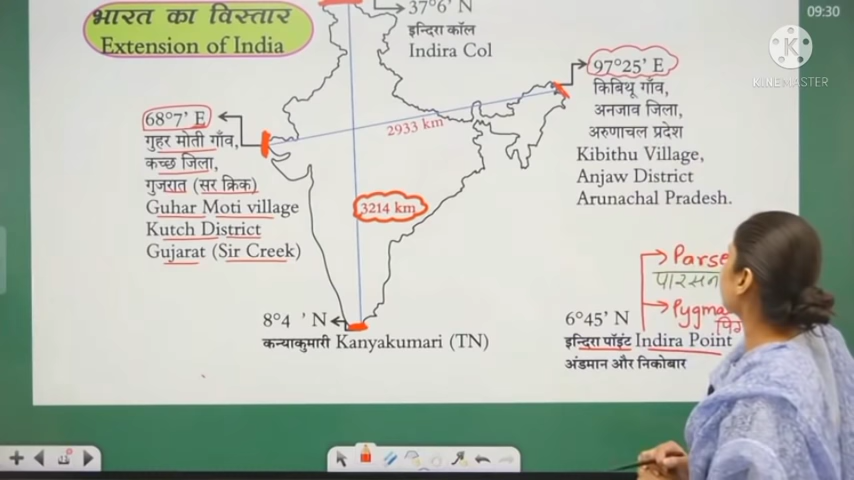 09:30
KINEMASTER
भारत का विस्तार
Extension of India
37°6' N
इन्दिरा कॉल
Indira Col
97°25' E
किबिथू गाँव,
अनजाव जिला,
अरुणाचल प्रदेश
Kibithu Village,
Anjaw District
Arunachal Pradesh.
68°7' E
गुहर मोती गाँव,
कच्छ जिला,
गुजरात (सर क्रिक)
Guhar Moti village
Kutch District
Gujarat (Sir Creek)
2933 km
3214 km
8°4 ' N
कन्याकुमारी Kanyakumari (TN)
Parse
पारसन
Pygma
पिग
6°45' N
इन्दिरा पॉइंट Indira Point
अंडमान और निकोबार